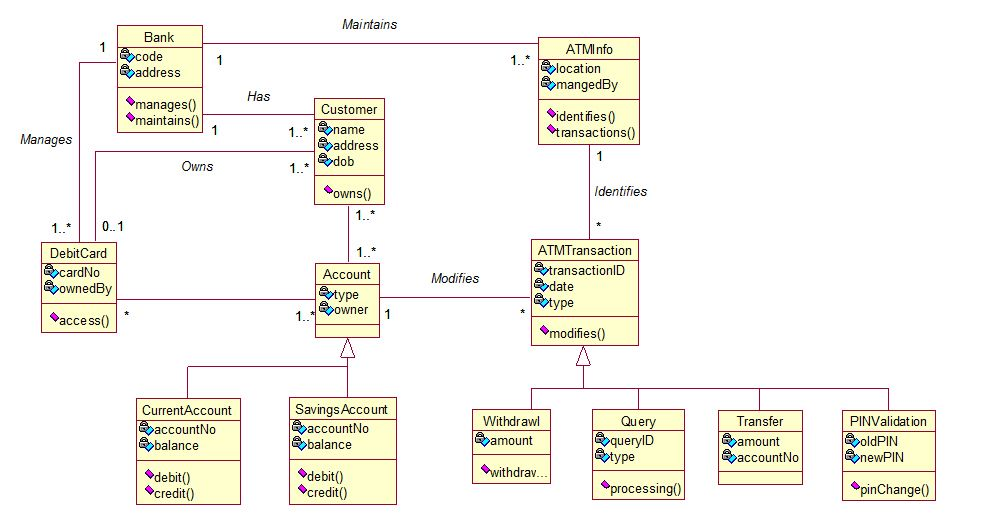 Bank
code
address
manages()
maintains()
Maintains
1
1
1..*
ATMInfo
location
mangedBy
identifies()
transactions()
Has
1
1..*
Customer
name
address
dob
owns()
Manages
Owns
1..*
1
Identifies
*
1..*
0..1
1..*
1..*
DebitCard
cardNo
ownedBy
access()
Account
type
owner
Modifies
ATMTransaction
transactionID
date
type
modifies()
*
1..*
1
*
CurrentAccount
accountNo
balance
debit()
credit()
SavingsAccount
accountNo
balance
debit()
credit()
Withdrawl
amount
withdraw...
Query
queryID
type
processing()
Transfer
amount
accountNo
PINValidation
oldPIN
newPIN
pinChange()